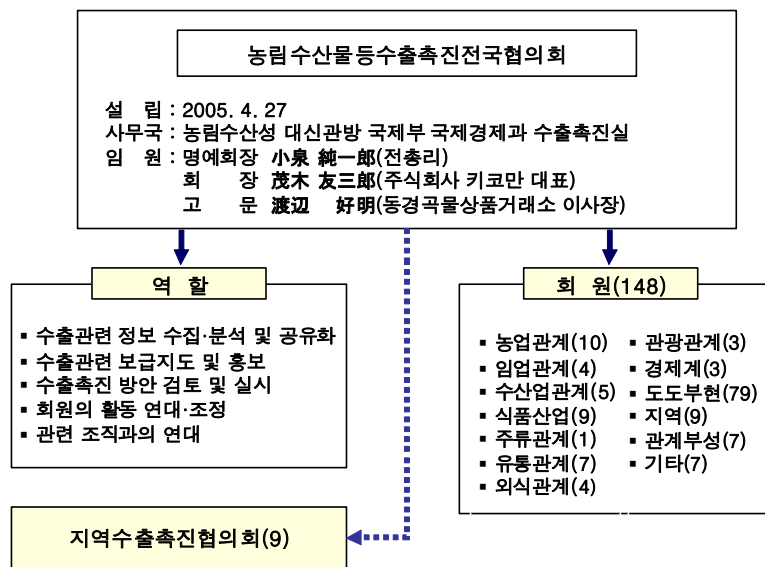 농림수산물등수출촉진전국협의회
설 립 : 2005. 4. 27
사무국 : 농림수산성 대신관방 국제부 국제경제과 수출촉진실
임 원 : 명예회장 小泉 純一郎(전총리)
회 장 茂木 友三郎(주식회사 키코만 대표)
고 문 渡辺 好明(동경곡물상품거래소 이사장)
역 할
▪ 수출관련 정보 수집·분석 및 공유화
▪ 수출관련 보급지도 및 홍보
▪ 수출촉진 방안 검토 및 실시
▪ 회원의 활동 연대·조정
▪ 관련 조직과의 연대
회 원(148)
▪ 농업관계(10)
▪ 임업관계(4)
▪ 수산업관계(5)
▪ 식품산업(9)
▪ 주류관계(1)
▪ 유통관계(7)
▪ 외식관계(4)
▪ 관광관계(3)
▪ 경제계(3)
▪ 도도부현(79)
▪ 지역(9)
▪ 관계부성(7)
▪ 기타(7)
지역수출촉진협의회(9)